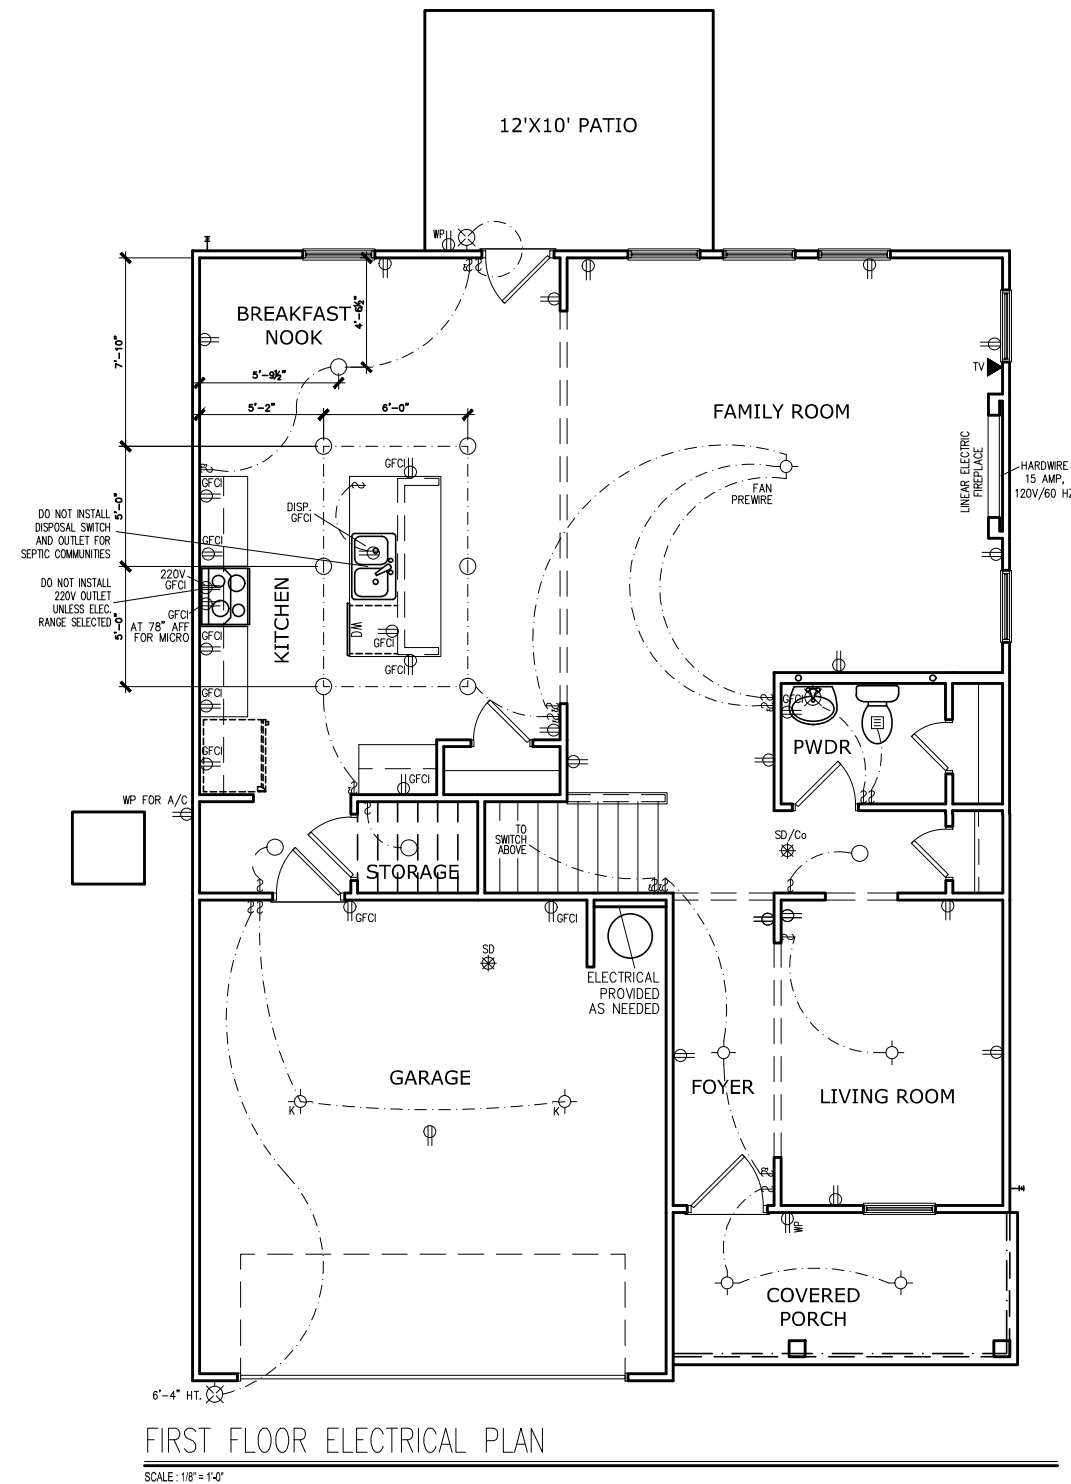 12'X10' PATIO
WP
BREAKFAST
NOOK
4'-6½"
7'-10"
5'-9½"
5'-2"
6'-0"
FAMILY ROOM
TV
LINEAR ELECTRIC
FIREPLACE
HARDWIRE
15 AMP,
120V/60 HZ
FAN
PREWIRE
GFCI
GFCI
DISP.
GFCI
5'-0"
DO NOT INSTALL
DISPOSAL SWITCH
AND OUTLET FOR
SEPTIC COMMUNITIES
GFCI
DO NOT INSTALL
220V OUTLET
UNLESS ELEC.
RANGE SELECTED
220V
GFCI
KITCHEN
5'-0"
GFCI
AT 78" AFF
FOR MICRO
GFCI
DW
GFCI
GFCI
GFCI
GFCI
PWDR
GFCI
GFCI
WP FOR A/C
TO
SWITCH
ABOVE
SD/Co
STORAGE
GFCI
GFCI
SD
ELECTRICAL
PROVIDED
AS NEEDED
GARAGE
FOYER
LIVING ROOM
K
K
WP
COVERED
PORCH
6'-4" HT.
FIRST FLOOR ELECTRICAL PLAN
SCALE : 1/8" = 1'-0"